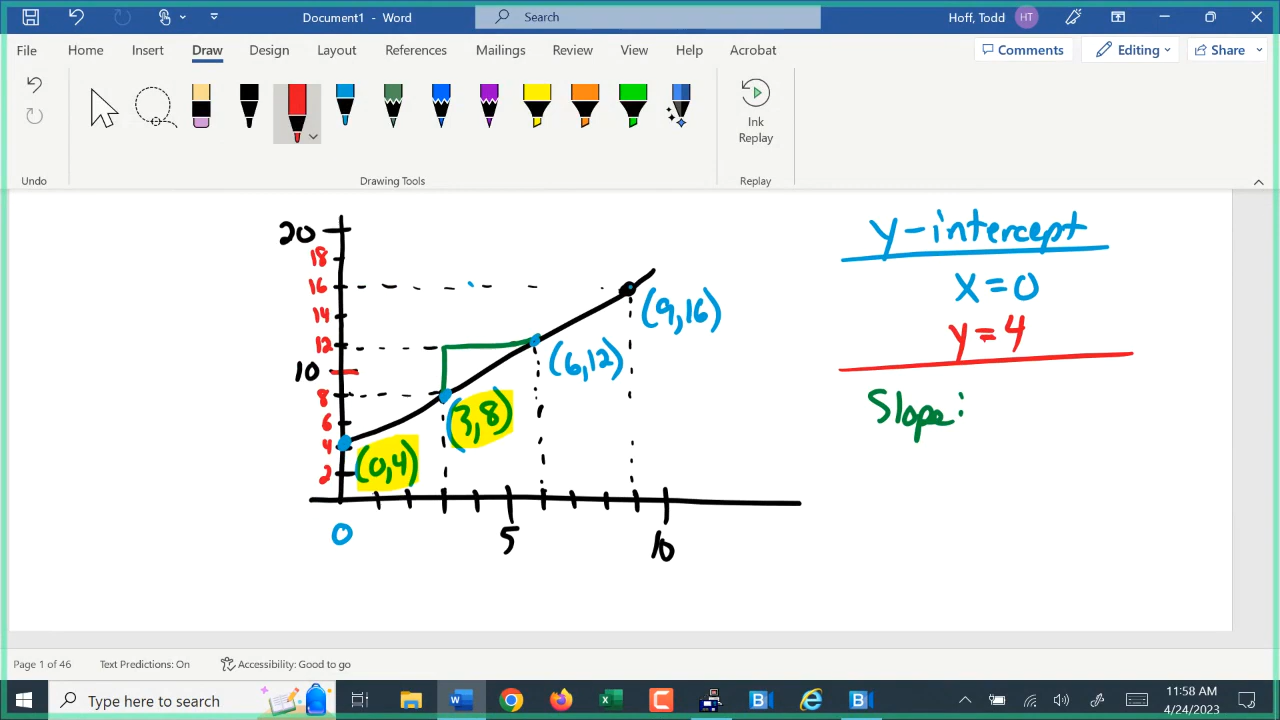 Document1 - Word
Search
Hoff, Todd
HT
File
Home
Insert
Draw
Design
Layout
References
Mailings
Review
View
Help
Acrobat
Comments
Editing
Share
Ink
Replay
Undo
Drawing Tools
Replay
20
18
16
14
12
10
8
6
4
2
0
5
10
(0,4)
(3,8)
(6,12)
(9,16)
y-intercept
x=0
y=4
Slope:
Page 1 of 46
Text Predictions: On
Accessibility: Good to go
Type here to search
11:58 AM
4/24/2023